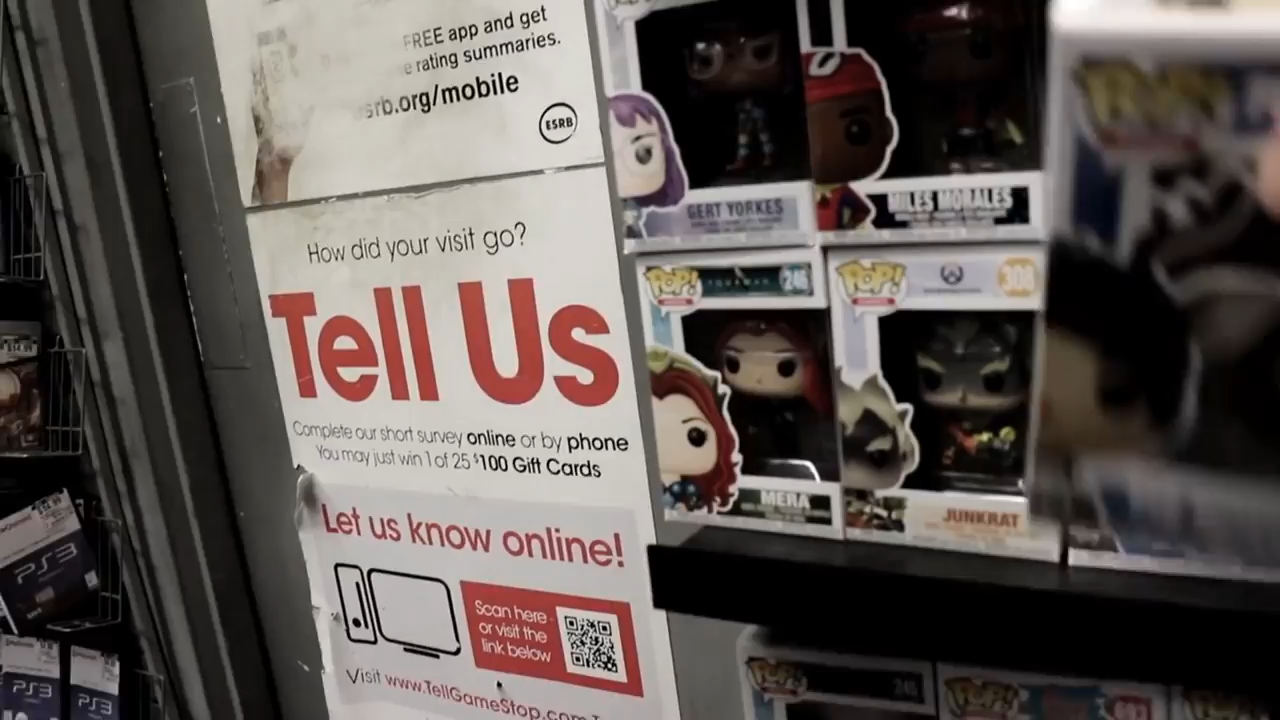 FREE app and get
rating summaries.
srb.org/mobile
ESRB
How did your visit go?
Tell Us
Complete our short survey online or by phone
You may just win 1 of 25 $100 Gift Cards
Let us know online!
Scan here
or visit the
link below
Visit www.TellGameStop.com
GERT YORKES
MILES MORALES
POP!
246
POP!
308
MERA
JUNKRAT
PS3
PS3
PS3
POP!
POP!